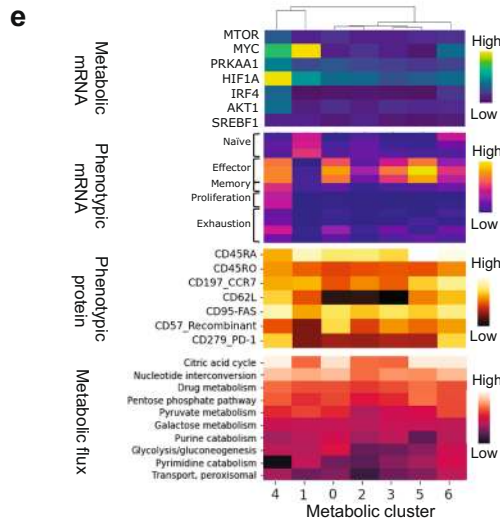 e
Metabolic mRNA
MTOR
MYC
PRKAA1
HIF1A
IRF4
AKT1
SREBF1
High
Low
Phenotypic mRNA
Naïve
Effector
Memory
Proliferation
Exhaustion
High
Low
Phenotypic protein
CD45RA
CD45RO
CD197_CCR7
CD62L
CD95-FAS
CD57_Recombinant
CD279_PD-1
High
Low
Metabolic flux
Citric acid cycle
Nucleotide interconversion
Drug metabolism
Pentose phosphate pathway
Pyruvate metabolism
Galactose metabolism
Purine catabolism
Glycolysis/gluconeogenesis
Pyrimidine catabolism
Transport, peroxisomal
High
Low
4 1 0 2 3 5 6
Metabolic cluster